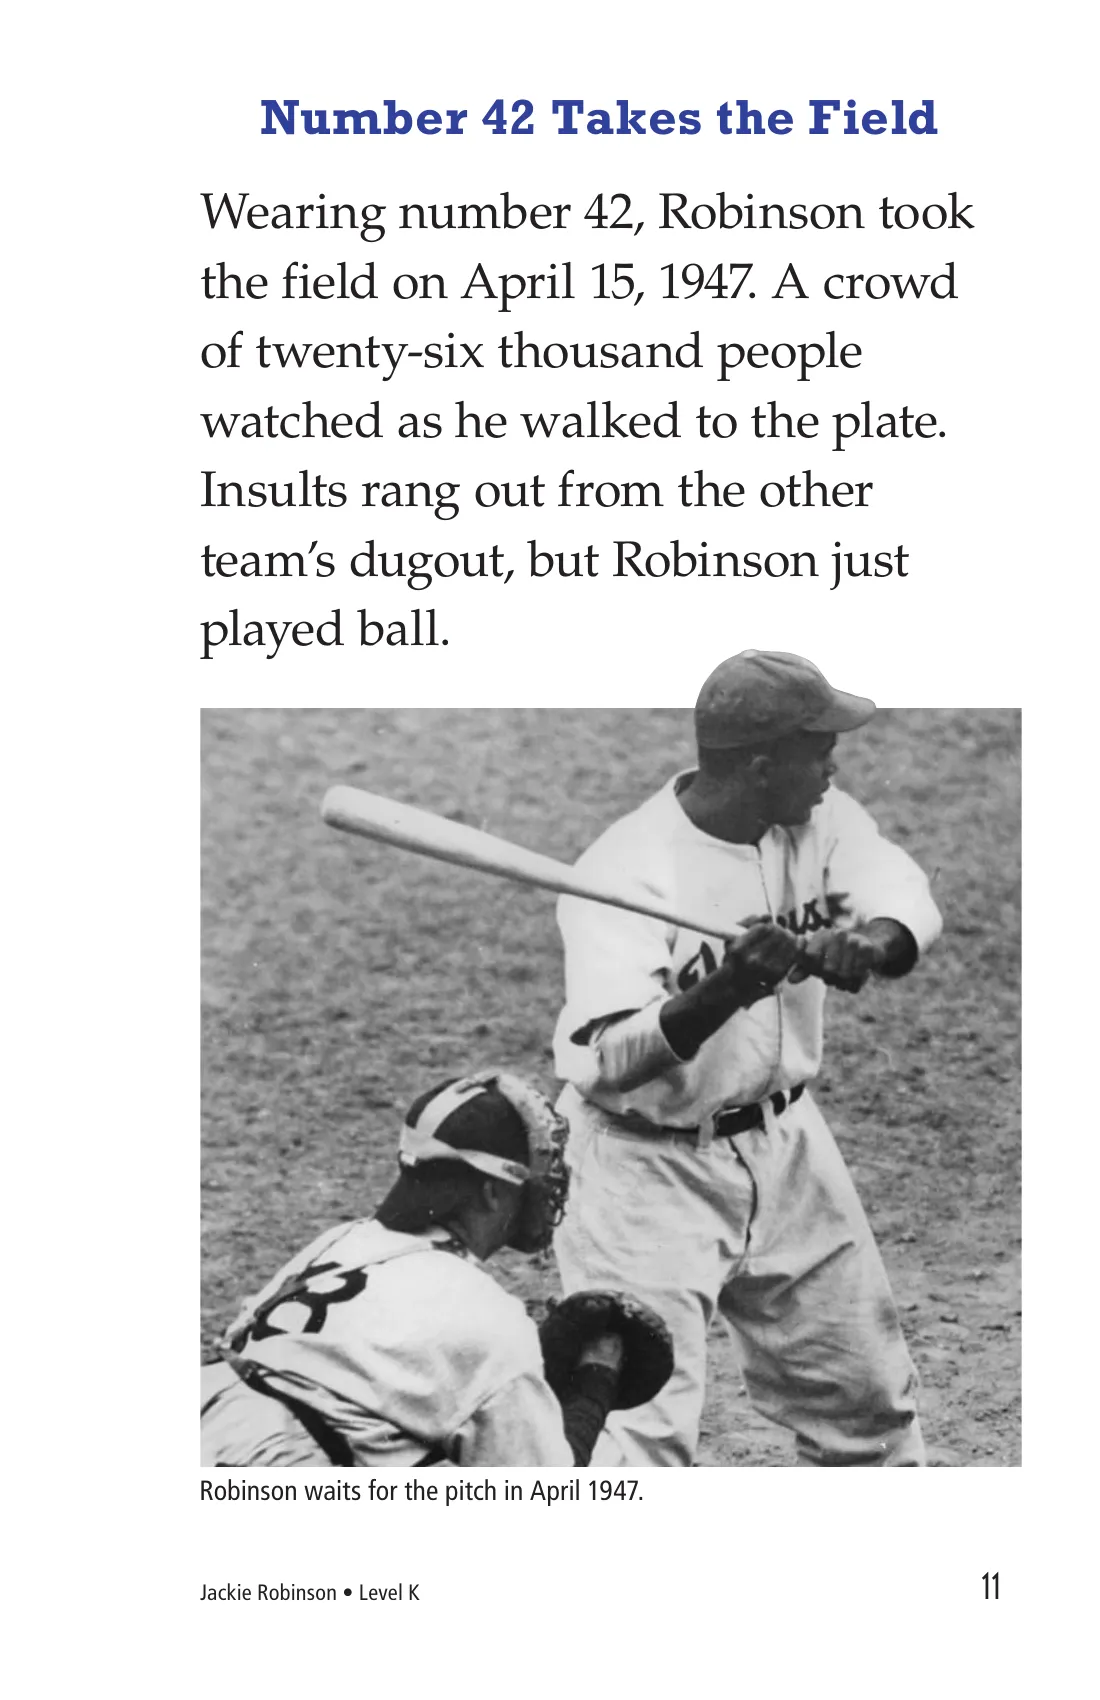 Number 42 Takes the Field
Wearing number 42, Robinson took
the field on April 15, 1947. A crowd
of twenty-six thousand people
watched as he walked to the plate.
Insults rang out from the other
team’s dugout, but Robinson just
played ball.
8
Robinson waits for the pitch in April 1947.
Jackie Robinson • Level K
11